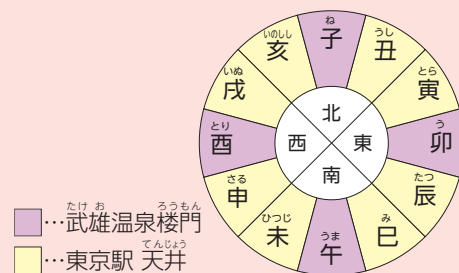 ね
子
うし
丑
とら
寅
う
卯
たつ
辰
み
巳
うま
午
ひつじ
未
さる
申
とり
酉
いぬ
戌
いのしし
亥
北
東
南
西
たけ お ろうもん
…武雄温泉楼門
てんじょう
…東京駅 天井